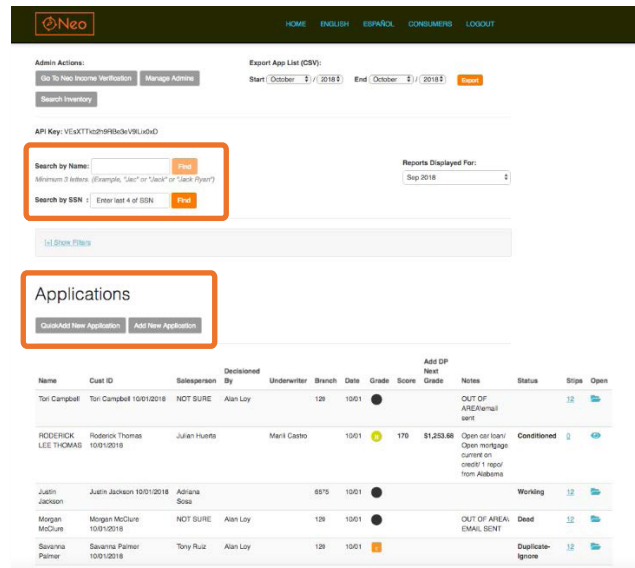 Neo
HOME ENGLISH ESPAÑOL CONSUMERS LOGOUT
Admin Actions: Export App List (CSV):
Go To Neo Income Verification Manage Admins Start October / 2018 End October / 2018 Export
Search Inventory
API Key:
Search by Name: Find Reports Displayed For:
Minimum 3 letters. (Example, "Jac" or "Jack" or "Jack Ryan") Sep 2018
Search by SSN : Enter last 4 of SSN Find
[+] Show Filters
Applications
QuickAdd New Application Add New Application
Name Cust ID Salesperson Decisioned By Underwriter Branch Date Grade Score Add DP Next Grade Notes Status Stips Open
Tori Campbell Tori Campbell 10/01/2018 NOT SURE Alan Loy 126 10/01 OUT OF AREA\email sent 12
RODERICK LEE THOMAS Roderick Thomas 10/01/2018 Julian Huerta Marili Castro 10/01 170 $1,253.68 Open car loan/ Open mortgage current on credit/ 1 repo/ from Alabama Conditioned 0
Justin Jackson Justin Jackson 10/01/2018 Adriana Sosa 6575 10/01 Working 12
Morgan McClure Morgan McClure 10/01/2018 NOT SURE Alan Loy 126 10/01 OUT OF AREA\ EMAIL SENT Dead 12
Savanna Palmer Savanna Palmer 10/01/2018 Tony Ruiz Alan Loy 126 10/01 Duplicate-Ignore 12